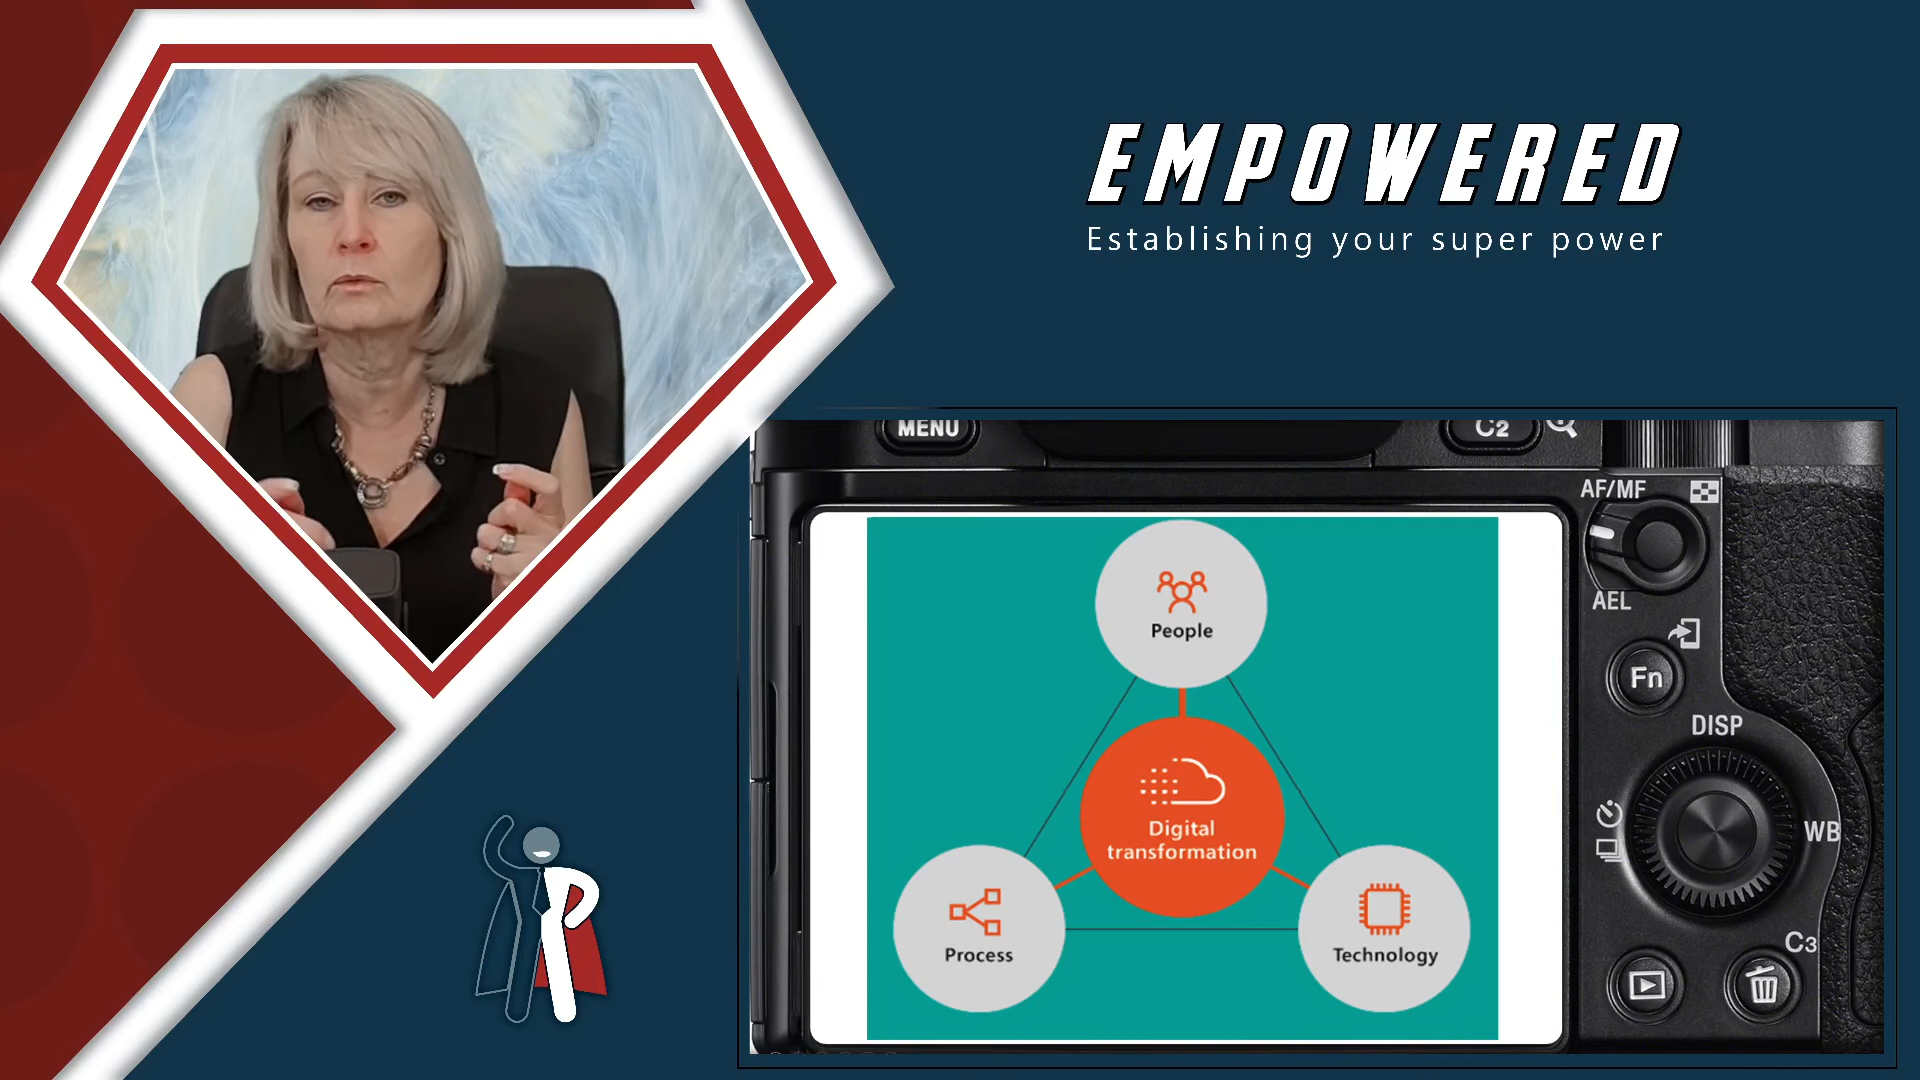 EMPOWERED
Establishing your super power
MENU
C2
AF/MF
AEL
Fn
DISP
WB
C3
People
Digital
transformation
Process
Technology